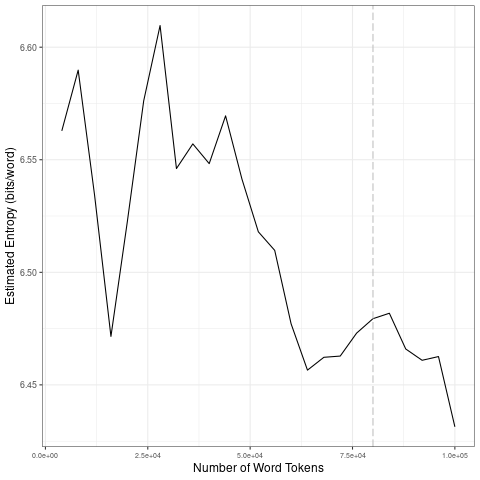 Estimated Entropy (bits/word)
6.60
6.55
6.50
6.45
0.0e+00 2.5e+04 5.0e+04 7.5e+04 1.0e+05
Number of Word Tokens